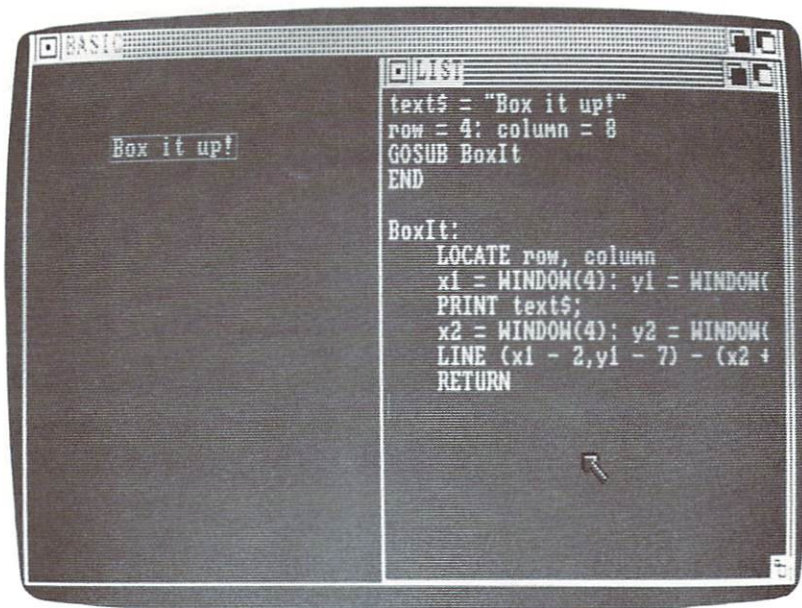 BASIC
Box it up!
LIST
text$ = "Box it up!"
row = 4: column = 8
GOSUB BoxIt
END
BoxIt:
LOCATE row, column
x1 = WINDOW(4): y1 = WINDOW(
PRINT text$;
x2 = WINDOW(4): y2 = WINDOW(
LINE (x1 - 2,y1 - 7) - (x2 +
RETURN